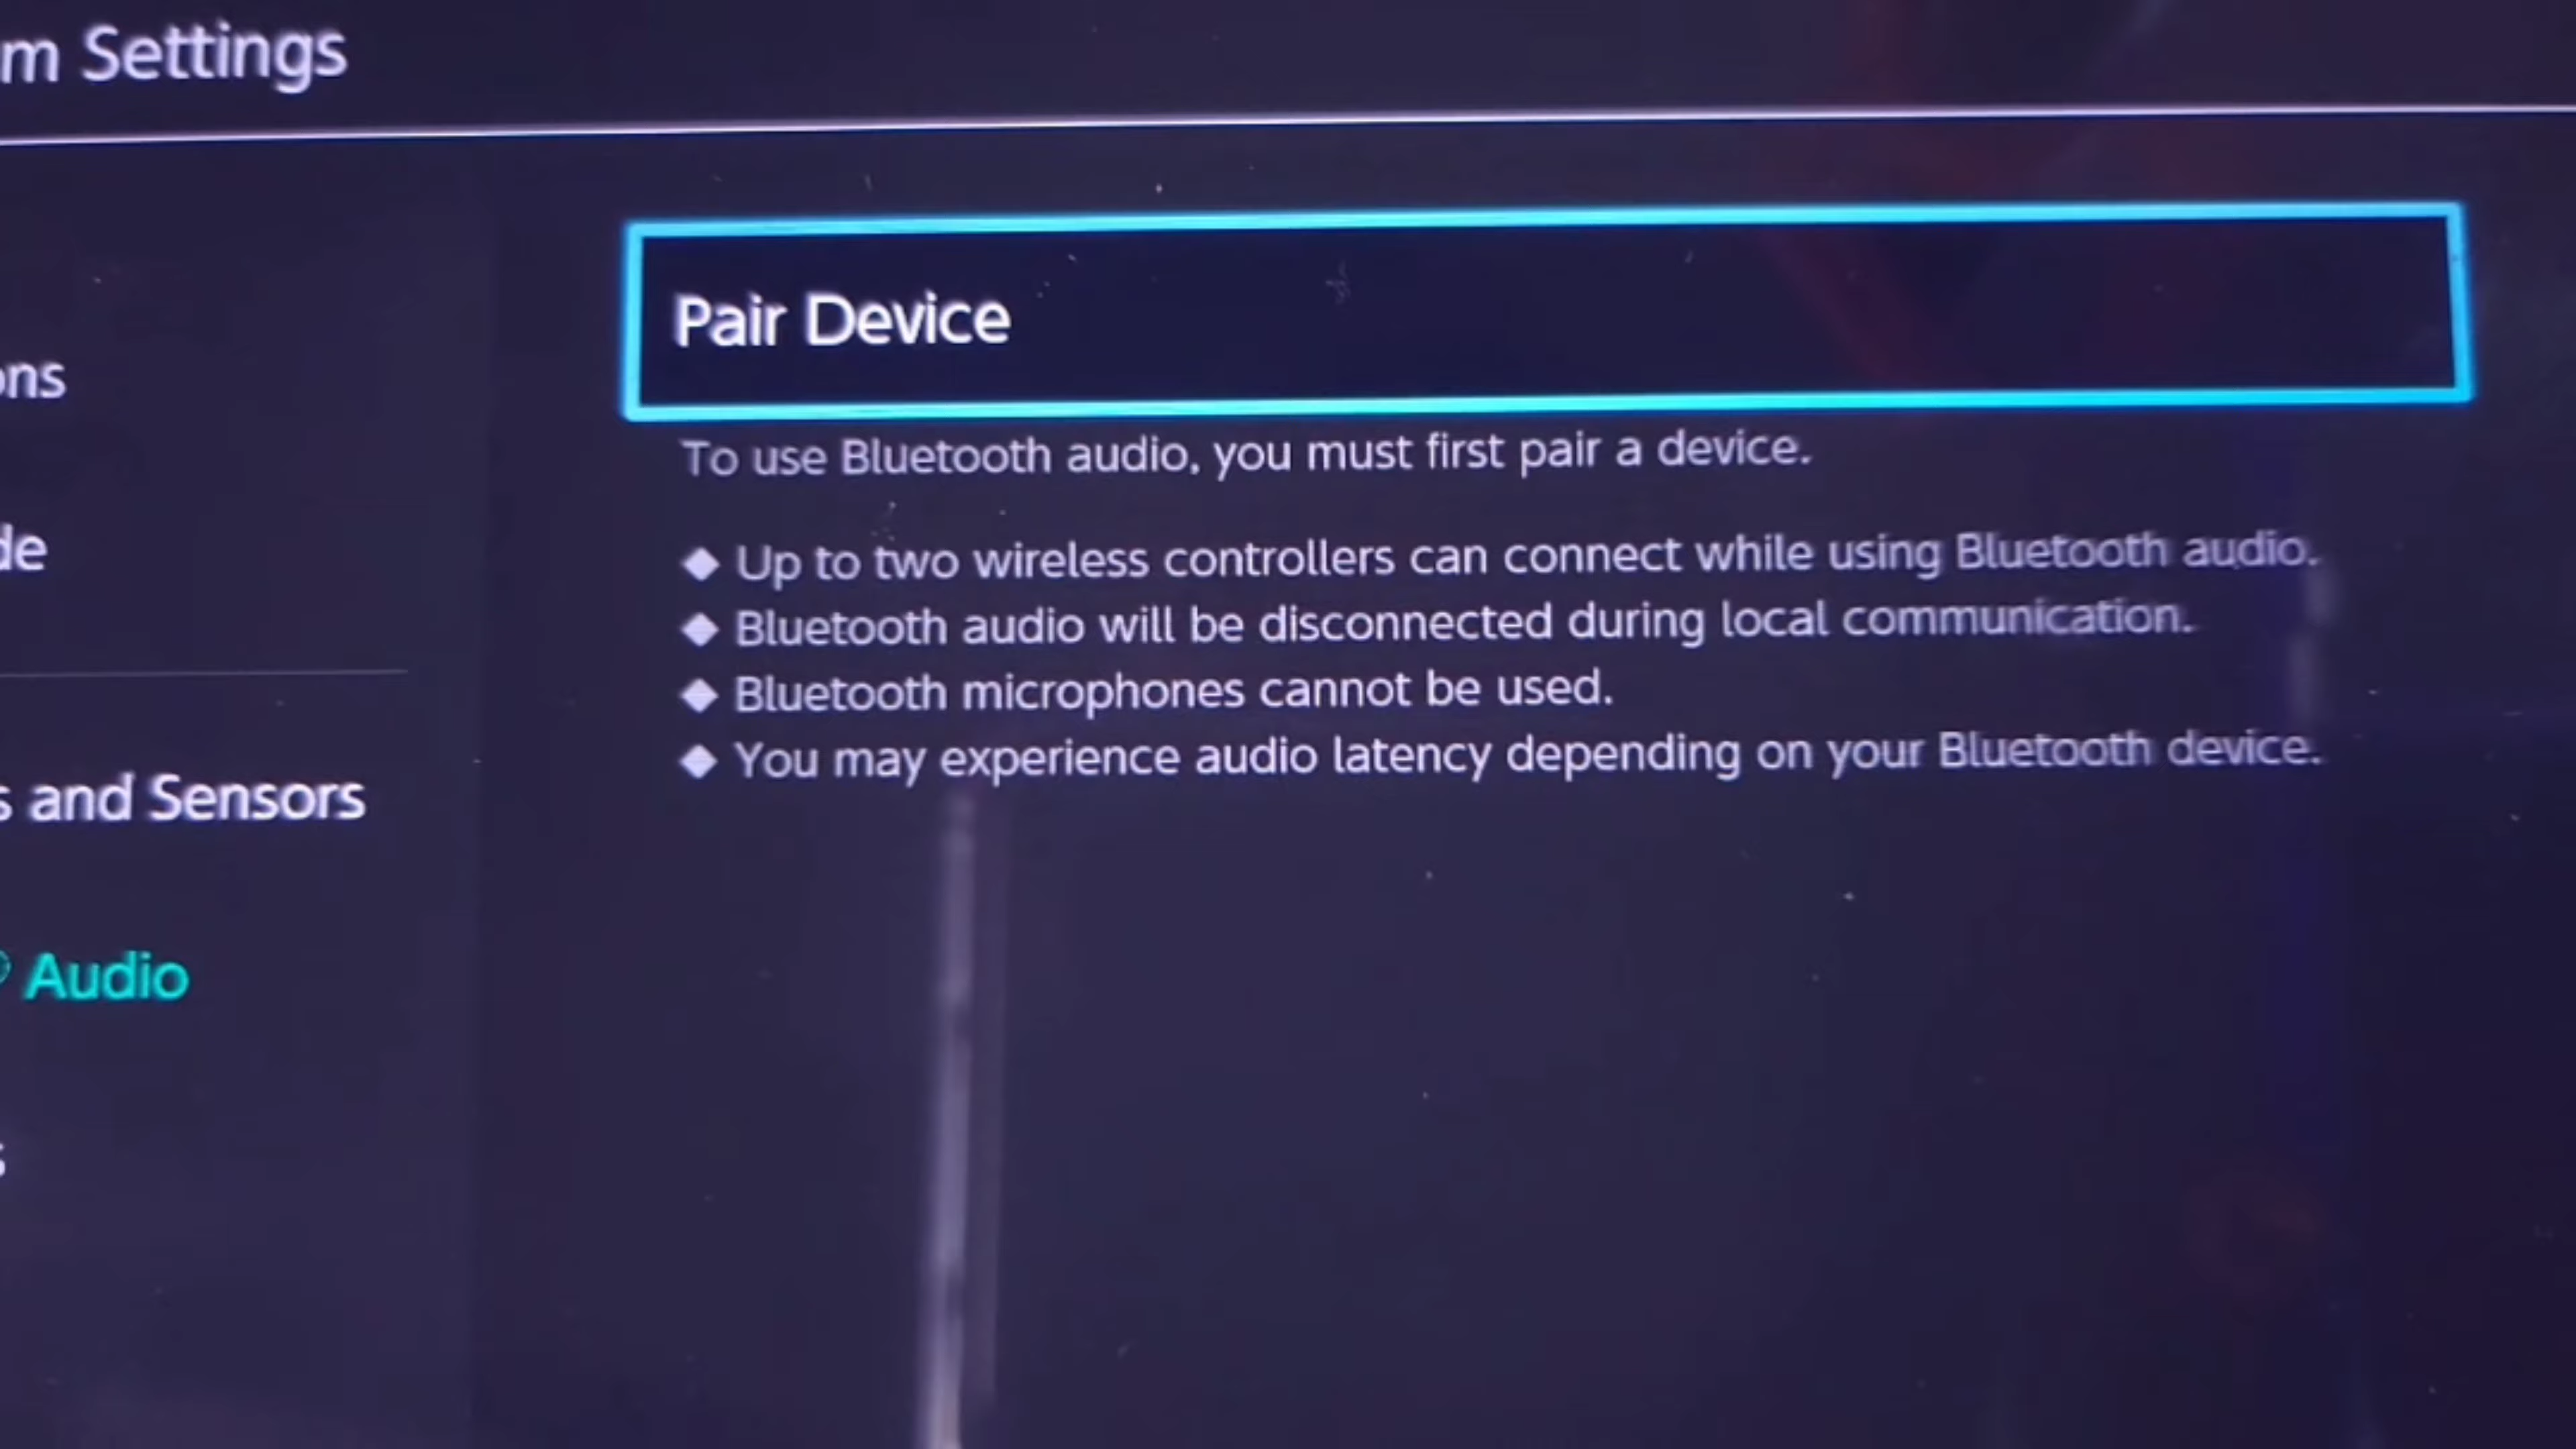 m Settings
ons
de
s and Sensors
Audio
s
Pair Device
To use Bluetooth audio, you must first pair a device.
◆ Up to two wireless controllers can connect while using Bluetooth audio.
◆ Bluetooth audio will be disconnected during local communication.
◆ Bluetooth microphones cannot be used.
◆ You may experience audio latency depending on your Bluetooth device.